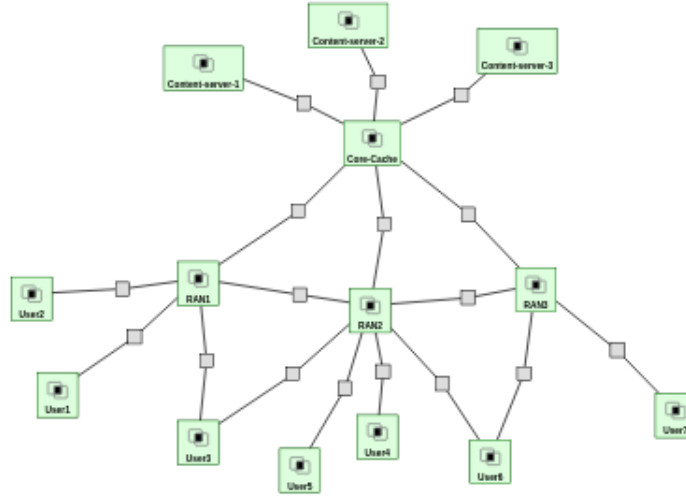 Content-server-2
Content-server-1
Content-server-3
Core-Cache
RAN1
RAN2
RAN3
User2
User1
User3
User5
User4
User6
User7